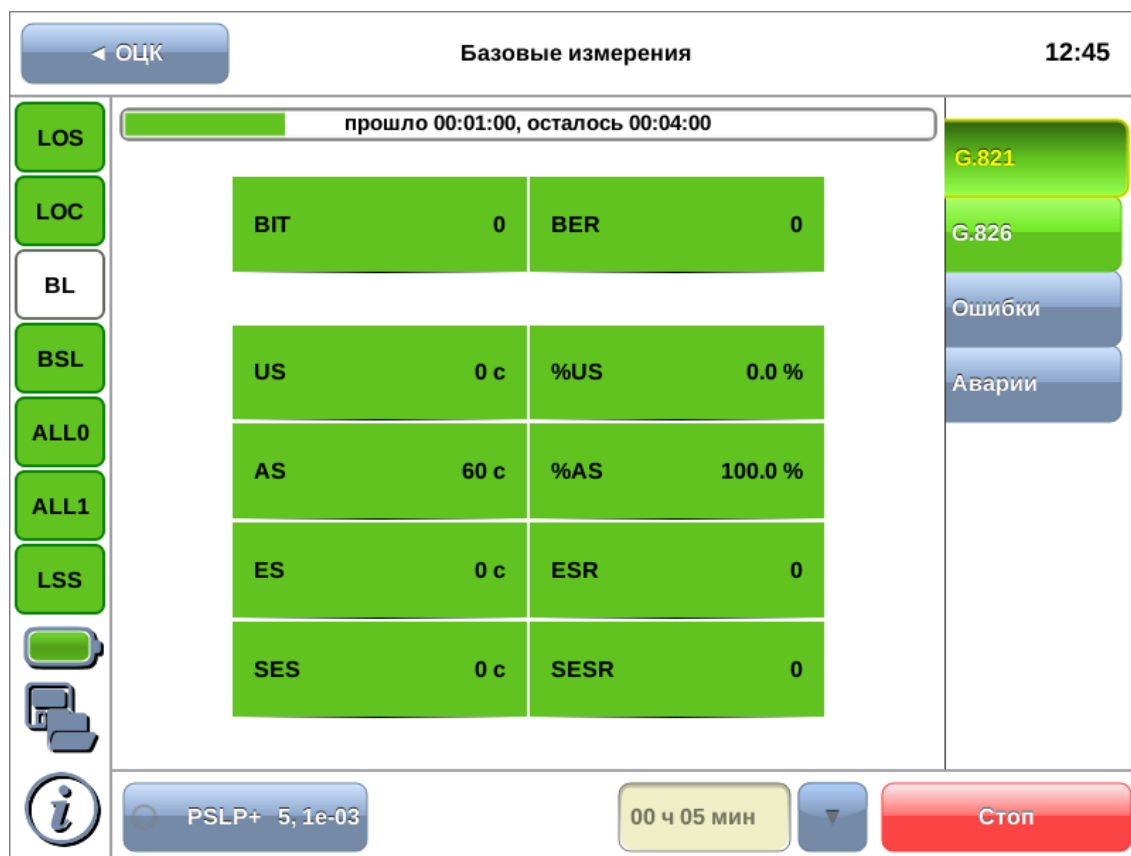 ◄ ОЦК Базовые измерения 12:45
прошло 00:01:00, осталось 00:04:00
LOS
LOC
BL
BSL
ALL0
ALL1
LSS
BIT 0 BER 0
US 0 с %US 0.0 %
AS 60 с %AS 100.0 %
ES 0 с ESR 0
SES 0 с SESR 0
G.821
G.826
Ошибки
Аварии
i
PSLP+ 5, 1e-03 00 ч 05 мин ▼ Стоп